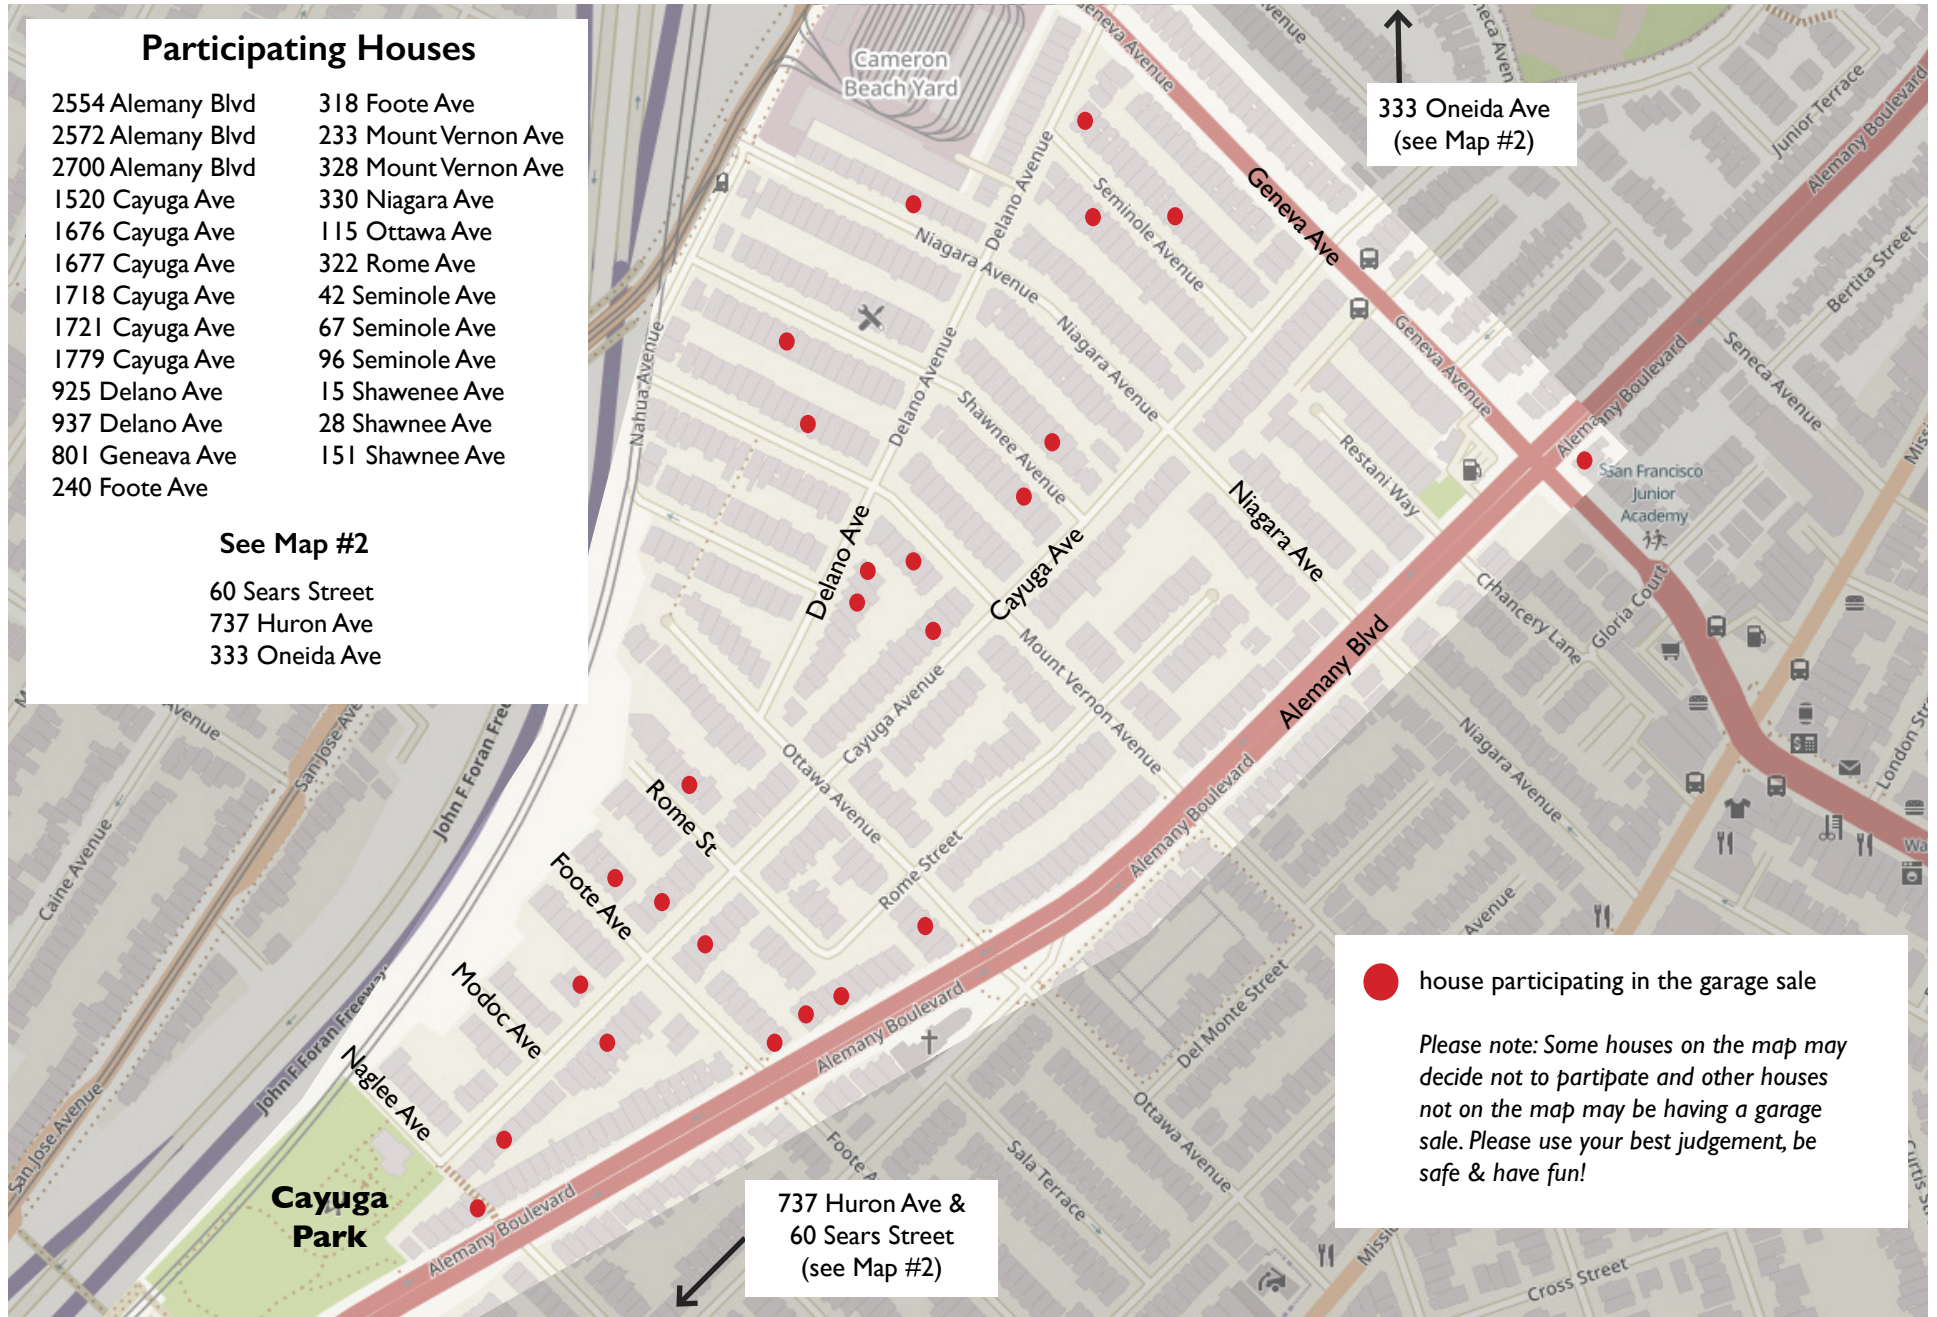 Participating Houses
2554 Alemany Blvd
2572 Alemany Blvd
2700 Alemany Blvd
1520 Cayuga Ave
1676 Cayuga Ave
1677 Cayuga Ave
1718 Cayuga Ave
1721 Cayuga Ave
1779 Cayuga Ave
925 Delano Ave
937 Delano Ave
801 Geneava Ave
240 Foote Ave
318 Foote Ave
233 Mount Vernon Ave
328 Mount Vernon Ave
330 Niagara Ave
115 Ottawa Ave
322 Rome Ave
42 Seminole Ave
67 Seminole Ave
96 Seminole Ave
15 Shawenee Ave
28 Shawnee Ave
151 Shawnee Ave
See Map #2
60 Sears Street
737 Huron Ave
333 Oneida Ave
Cameron
Beach Yard
Geneva Avenue
333 Oneida Ave
(see Map #2)
Junior Terrace
Alemany Boulevard
Bertita Street
Seneca Avenue
Delano Avenue
Seminole Avenue
Geneva Ave
Niagara Avenue
Niagara Avenue
Geneva Avenue
Alemany Boulevard
Nahua Avenue
Delano Avenue
Shawnee Avenue
Restani Way
San Francisco
Junior
Academy
Niagara Ave
Delano Ave
Cayuga Ave
Chancery Lane
Gloria Court
Alemany Blvd
Mount Vernon Avenue
Cayuga Avenue
Niagara Avenue
Ottawa Avenue
Alemany Boulevard
Rome Street
Rome St
Foote Ave
Modoc Ave
Naglee Ave
San Jose Ave
John F Foran Free
Caine Avenue
John F Foran Freeway
San Jose Avenue
Alemany Boulevard
Del Monte Street
Ottawa Avenue
Sala Terrace
Foote A
Alemany Boulevard
Cayuga
Park
737 Huron Ave &
60 Sears Street
(see Map #2)
Cross Street
house participating in the garage sale
Please note: Some houses on the map may
decide not to partipate and other houses
not on the map may be having a garage
sale. Please use your best judgement, be
safe & have fun!